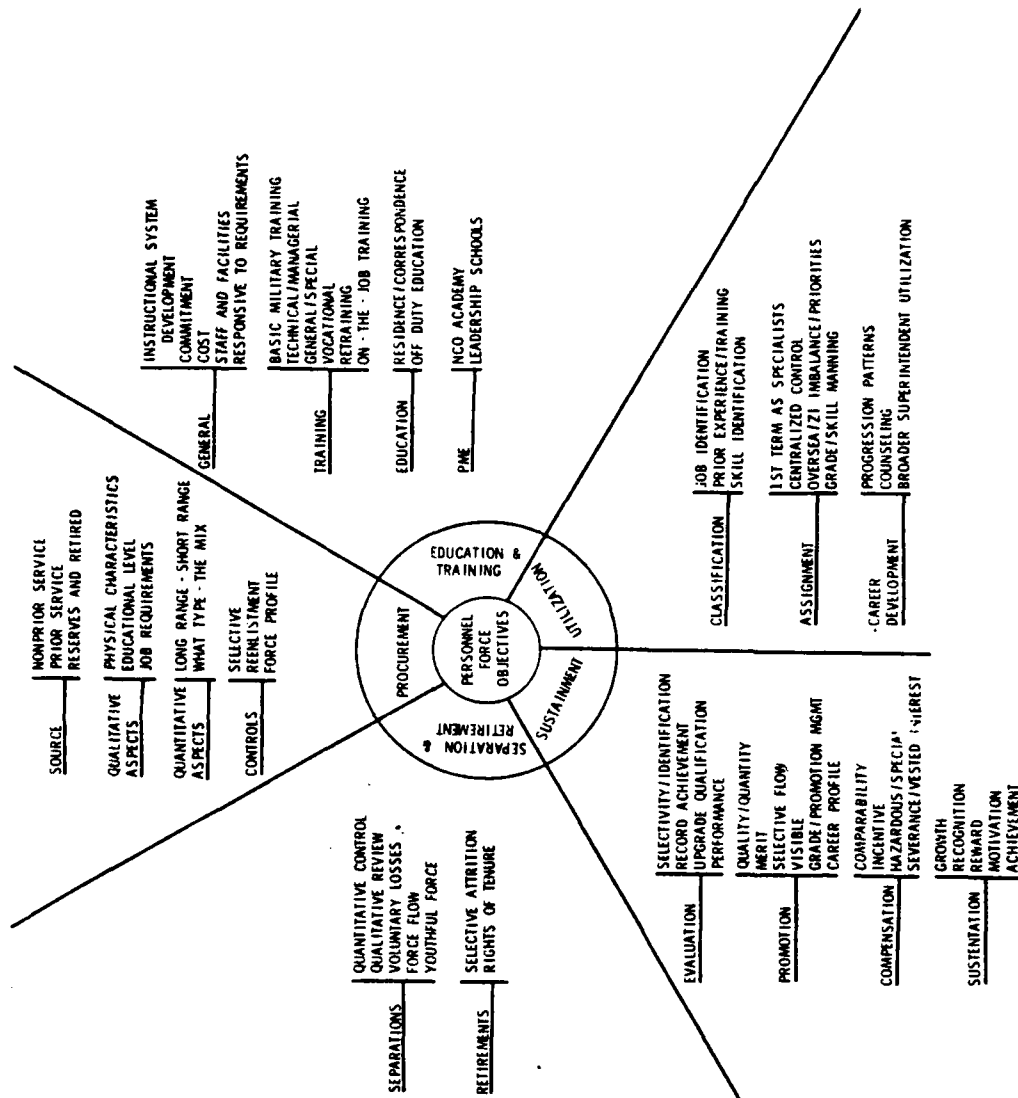 PERSONNEL
FORCE
OBJECTIVES
PROCUREMENT
EDUCATION &
TRAINING
UTILIZATION
SUSTAINMENT
SEPARATION &
RETIREMENT
SOURCE
NONPRIOR SERVICE
PRIOR SERVICE
RESERVES AND RETIRED
QUALITATIVE
ASPECTS
PHYSICAL CHARACTERISTICS
EDUCATIONAL LEVEL
JOB REQUIREMENTS
QUANTITATIVE
ASPECTS
LONG RANGE - SHORT RANGE
WHAT TYPE - THE MIX
CONTROLS
SELECTIVE
REENLISTMENT
FORCE PROFILE
GENERAL
INSTRUCTIONAL SYSTEM
DEVELOPMENT
COMMITMENT
COST
STAFF AND FACILITIES
RESPONSIVE TO REQUIREMENTS
TRAINING
BASIC MILITARY TRAINING
TECHNICAL/MANAGERIAL
GENERAL/SPECIAL
VOCATIONAL
RETRAINING
ON - THE - JOB TRAINING
EDUCATION
RESIDENCE/CORRESPONDENCE
OFF DUTY EDUCATION
PME
NCO ACADEMY
LEADERSHIP SCHOOLS
CLASSIFICATION
JOB IDENTIFICATION
PRIOR EXPERIENCE/TRAINING
SKILL IDENTIFICATION
ASSIGNMENT
1ST TERM AS SPECIALISTS
CENTRALIZED CONTROL
OVERSEA/ZI IMBALANCE/PRIORITIES
GRADE/SKILL MANNING
-CAREER
DEVELOPMENT
PROGRESSION PATTERNS
COUNSELING
BROADER SUPERINTENDENT UTILIZATION
EVALUATION
SELECTIVITY/IDENTIFICATION
RECORD ACHIEVEMENT
UPGRADE QUALIFICATION
PERFORMANCE
PROMOTION
QUALITY/QUANTITY
MERIT
SELECTIVE FLOW
VISIBLE
GRADE/PROMOTION MGMT
CAREER PROFILE
COMPENSATION
COMPARABILITY
INCENTIVE
HAZARDOUS/SPECIAL
SEVERANCE/VESTED INTEREST
SUSTENTATION
GROWTH
RECOGNITION
REWARD
MOTIVATION
ACHIEVEMENT
SEPARATIONS
QUANTITATIVE CONTROL
QUALITATIVE REVIEW
VOLUNTARY LOSSES
FORCE FLOW
YOUTHFUL FORCE
RETIREMENTS
SELECTIVE ATTRITION
RIGHTS OF TENURE